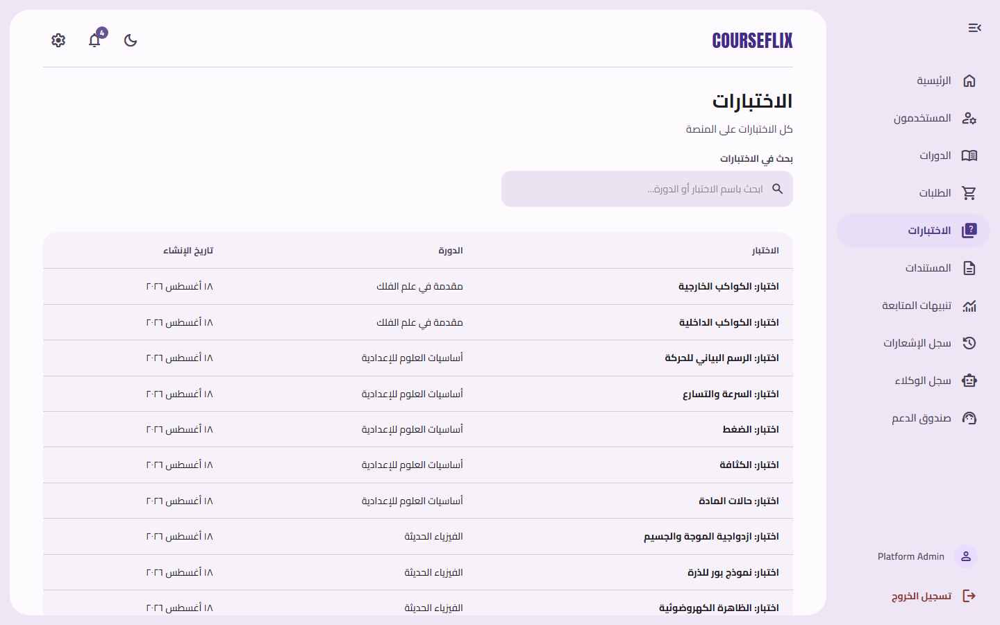 COURSEFLIX
4
الاختبارات
كل الاختبارات على المنصة
بحث في الاختبارات
ابحث باسم الاختبار أو الدورة...
الاختبار الدورة تاريخ الإنشاء
اختبار: الكواكب الخارجية مقدمة في علم الفلك ١٨ أغسطس ٢٠٢٦
اختبار: الكواكب الداخلية مقدمة في علم الفلك ١٨ أغسطس ٢٠٢٦
اختبار: الرسم البياني للحركة أساسيات العلوم للإعدادية ١٨ أغسطس ٢٠٢٦
اختبار: السرعة والتسارع أساسيات العلوم للإعدادية ١٨ أغسطس ٢٠٢٦
اختبار: الضغط أساسيات العلوم للإعدادية ١٨ أغسطس ٢٠٢٦
اختبار: الكثافة أساسيات العلوم للإعدادية ١٨ أغسطس ٢٠٢٦
اختبار: حالات المادة أساسيات العلوم للإعدادية ١٨ أغسطس ٢٠٢٦
اختبار: ازدواجية الموجة والجسيم الفيزياء الحديثة ١٨ أغسطس ٢٠٢٦
اختبار: نموذج بور للذرة الفيزياء الحديثة ١٨ أغسطس ٢٠٢٦
اختبار: الظاهرة الكهروضوئية الفيزياء الحديثة ١٨ أغسطس ٢٠٢٦
الرئيسية
المستخدمون
الدورات
الطلبات
الاختبارات
المستندات
تنبيهات المتابعة
سجل الإشعارات
سجل الوكلاء
صندوق الدعم
Platform Admin
تسجيل الخروج